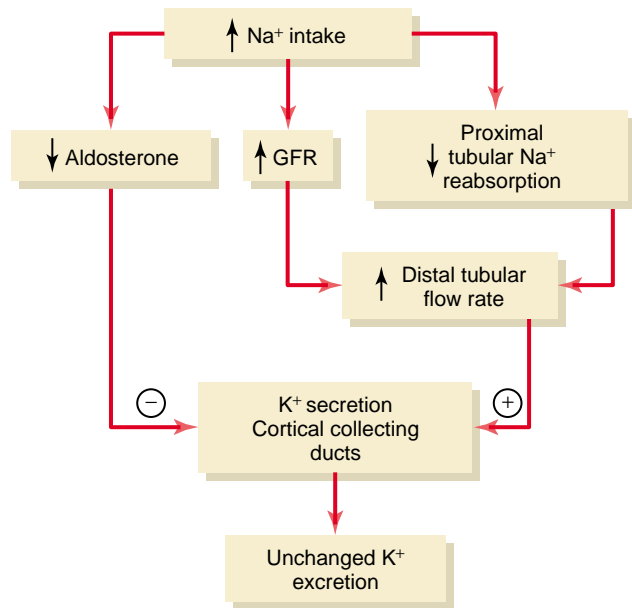 ↑ Na⁺ intake
↓ Aldosterone
↑ GFR
Proximal
tubular Na⁺
↓ reabsorption
↑ Distal tubular
flow rate
−
+
K⁺ secretion
Cortical collecting
ducts
Unchanged K⁺
excretion